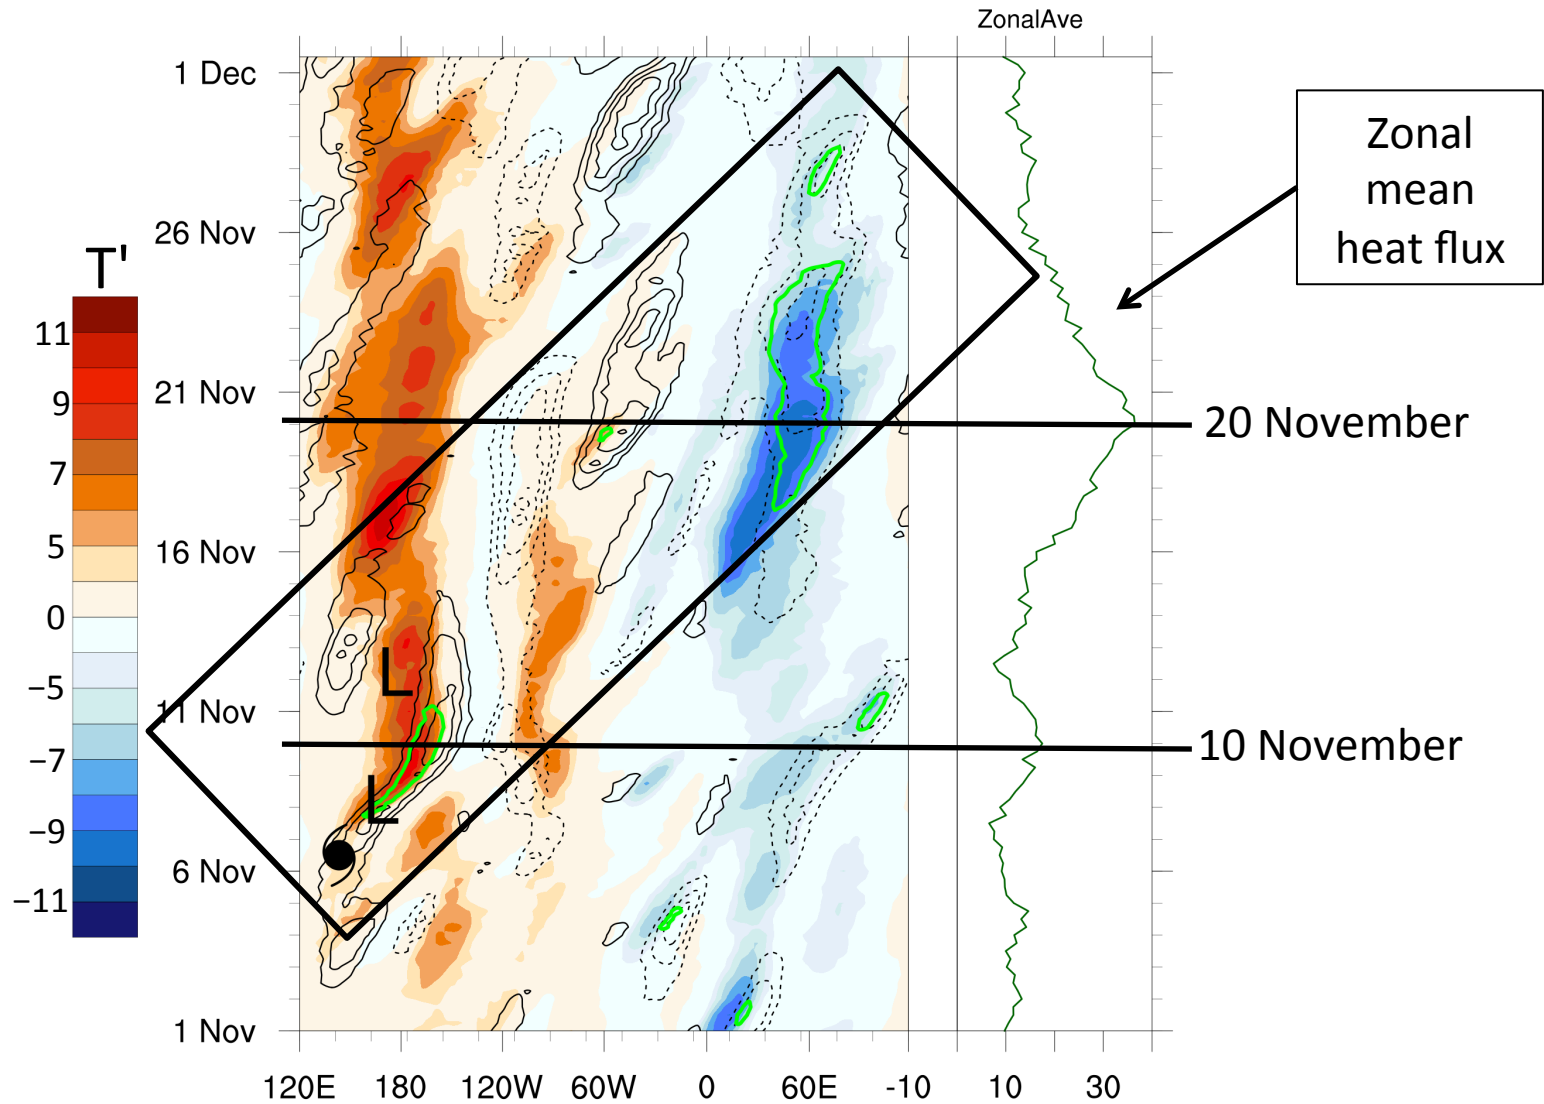 ZonalAve
1 Dec
26 Nov
21 Nov
16 Nov
11 Nov
6 Nov
1 Nov
T'
11
9
7
5
0
−5
−7
−9
−11
L
L
120E 180 120W 60W 0 60E -10 10 30
Zonal
mean
heat flux
20 November
10 November